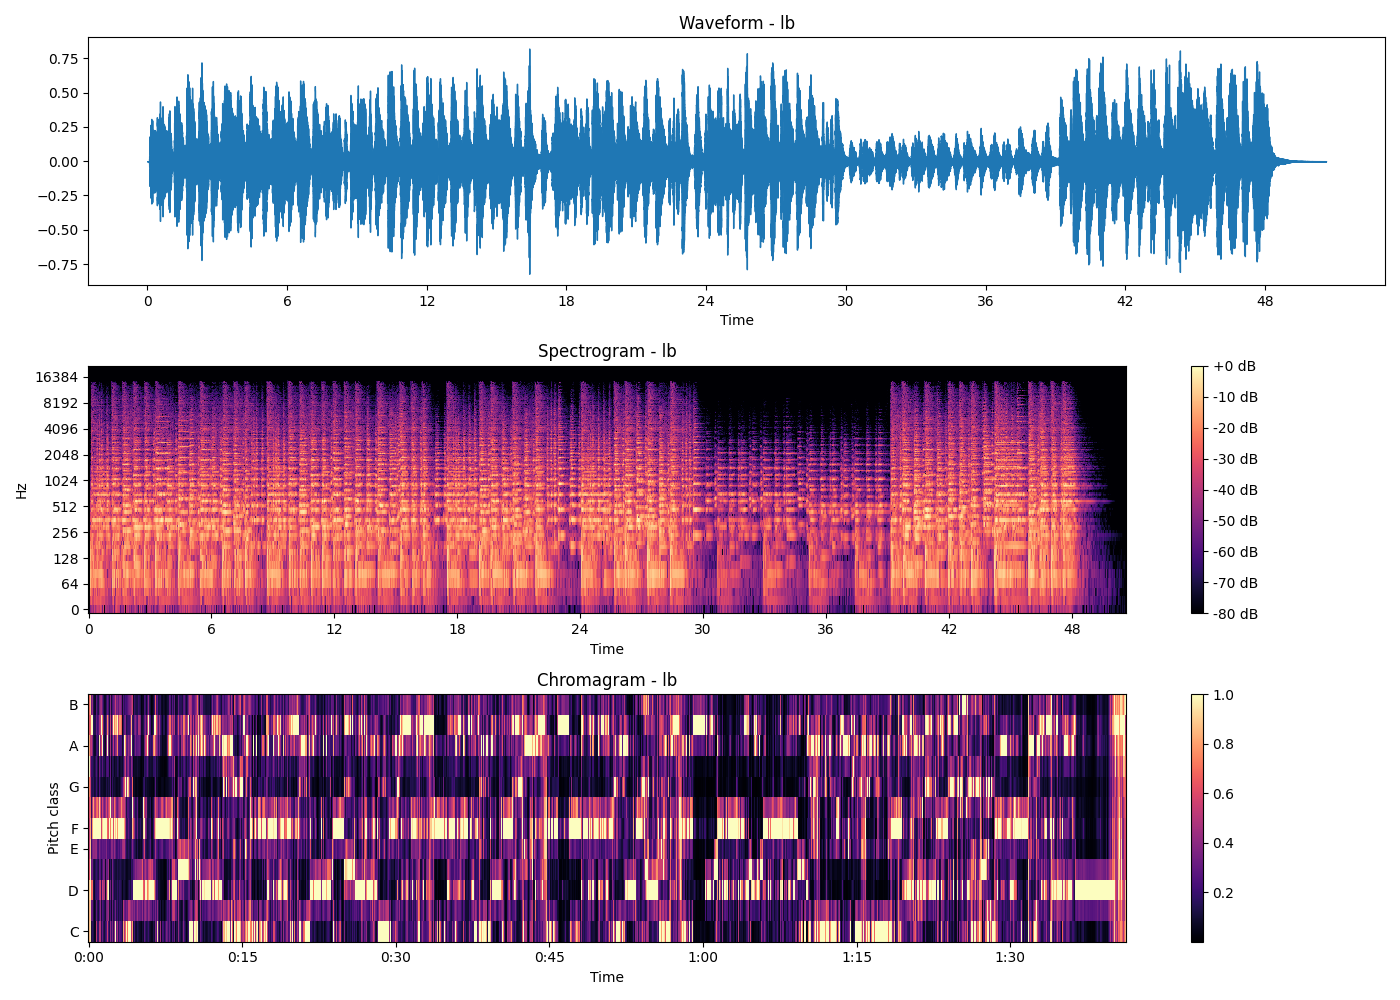 Waveform - lb
0.75
0.50
0.25
0.00
−0.25
−0.50
−0.75
0 6 12 18 24 30 36 42 48
Time
Spectrogram - lb
Hz
16384
8192
4096
2048
1024
512
256
128
64
0
0 6 12 18 24 30 36 42 48
Time
+0 dB
-10 dB
-20 dB
-30 dB
-40 dB
-50 dB
-60 dB
-70 dB
-80 dB
Chromagram - lb
Pitch class
B
A
G
F
E
D
C
0:00 0:15 0:30 0:45 1:00 1:15 1:30
Time
1.0
0.8
0.6
0.4
0.2